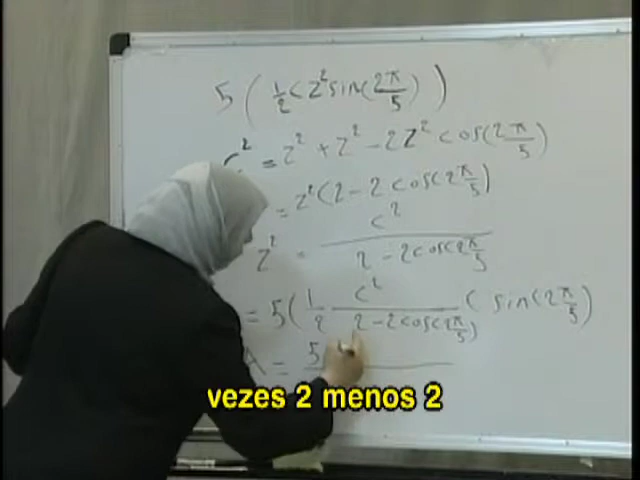 5 ( 1/2 ( z² sin(2π/5) )
c² = z² + z² - 2z² cos(2π/5)
= z²(2 - 2cos(2π/5)
z² = c² / 2 - 2cos(2π/5
= 5( 1/2 c² / 2 - 2cos(2π/5) ( sin(2π/5)
A = 5
vezes 2 menos 2